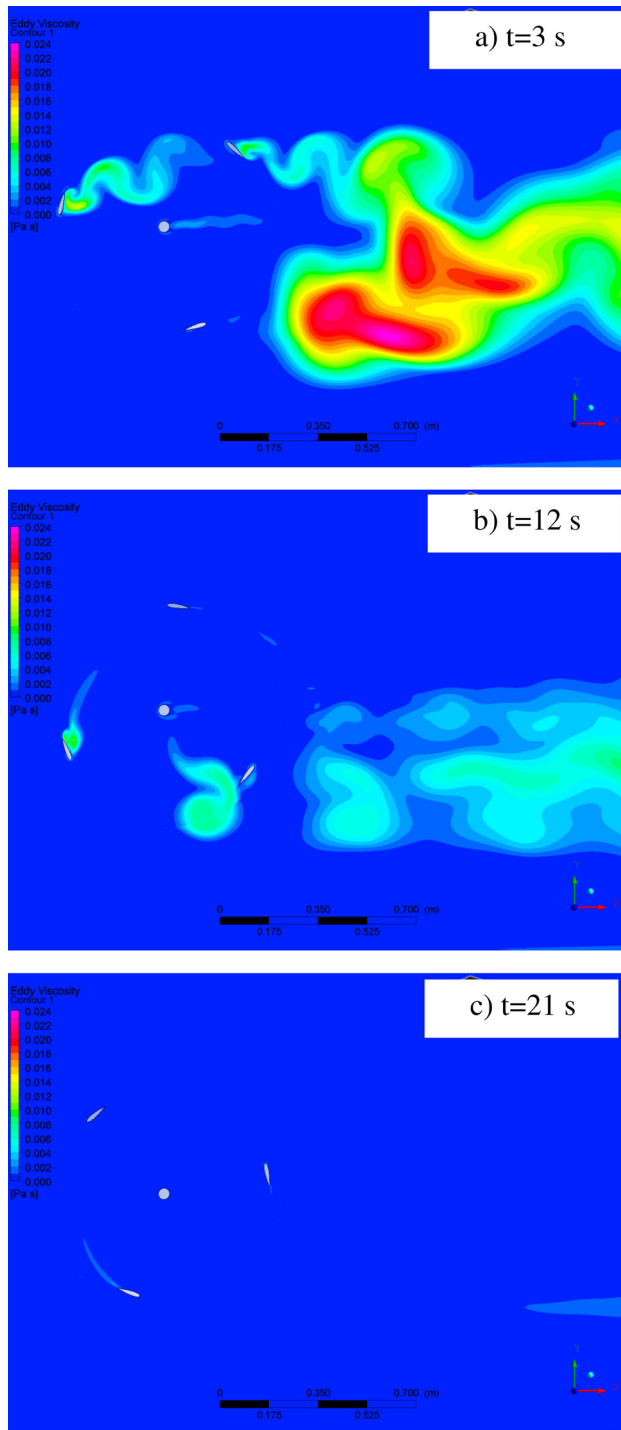 Eddy Viscosity
Contour 1
0.024
0.022
0.020
0.018
0.016
0.014
0.012
0.010
0.008
0.006
0.004
0.002
0.000
[Pa s]
a) t=3 s
0 0.350 0.700 (m)
0.175 0.525
Y
X
Eddy Viscosity
Contour 1
0.024
0.022
0.020
0.018
0.016
0.014
0.012
0.010
0.008
0.006
0.004
0.002
0.000
[Pa s]
b) t=12 s
0 0.350 0.700 (m)
0.175 0.525
Y
X
Eddy Viscosity
Contour 1
0.024
0.022
0.020
0.018
0.016
0.014
0.012
0.010
0.008
0.006
0.004
0.002
0.000
[Pa s]
c) t=21 s
0 0.350 0.700 (m)
0.175 0.525
Y
X